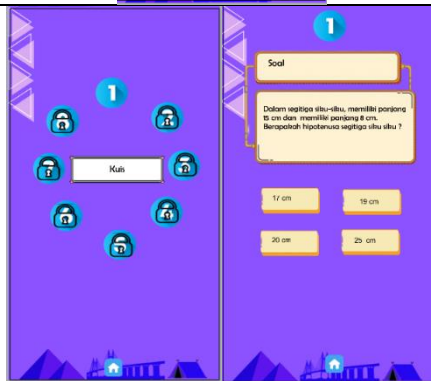 1
Kuis
1
Soal
Dalam segitiga siku-siku, memiliki panjang
15 cm dan memiliki panjang 8 cm.
Berapakah hipotenusa segitiga siku siku ?
17 cm
19 cm
20 cm
25 cm